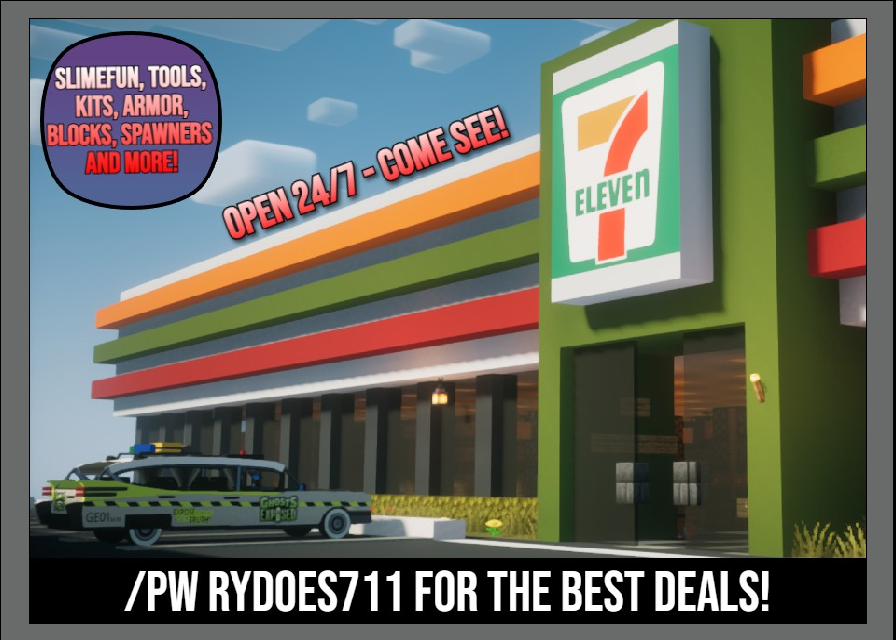 SLIMEFUN, TOOLS,
KITS, ARMOR,
BLOCKS, SPAWNERS
AND MORE!
OPEN 24/7 - COME SEE!
7
ELEVEN
GHOSTS
EXPOSED
/PW RYDOES711 FOR THE BEST DEALS!